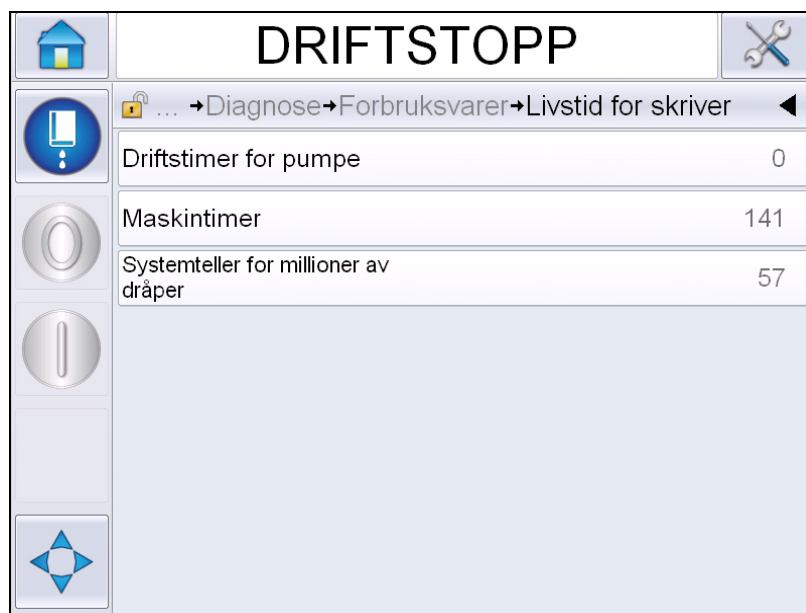 DRIFTSTOPP
... →Diagnose→Forbruksvarer→Livstid for skriver
Driftstimer for pumpe 0
Maskintimer 141
Systemteller for millioner av
dråper 57